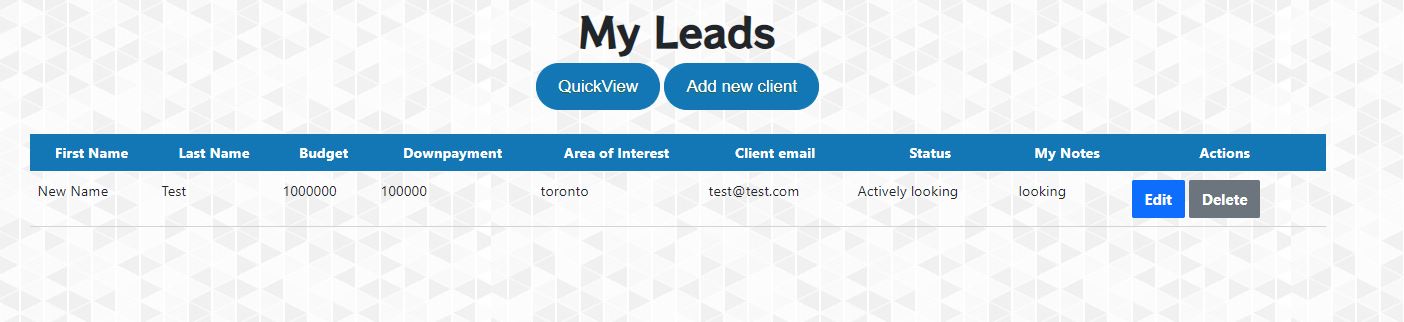 My Leads
QuickView Add new client
First Name Last Name Budget Downpayment Area of Interest Client email Status My Notes Actions
New Name Test 1000000 100000 toronto test@test.com Actively looking looking Edit Delete